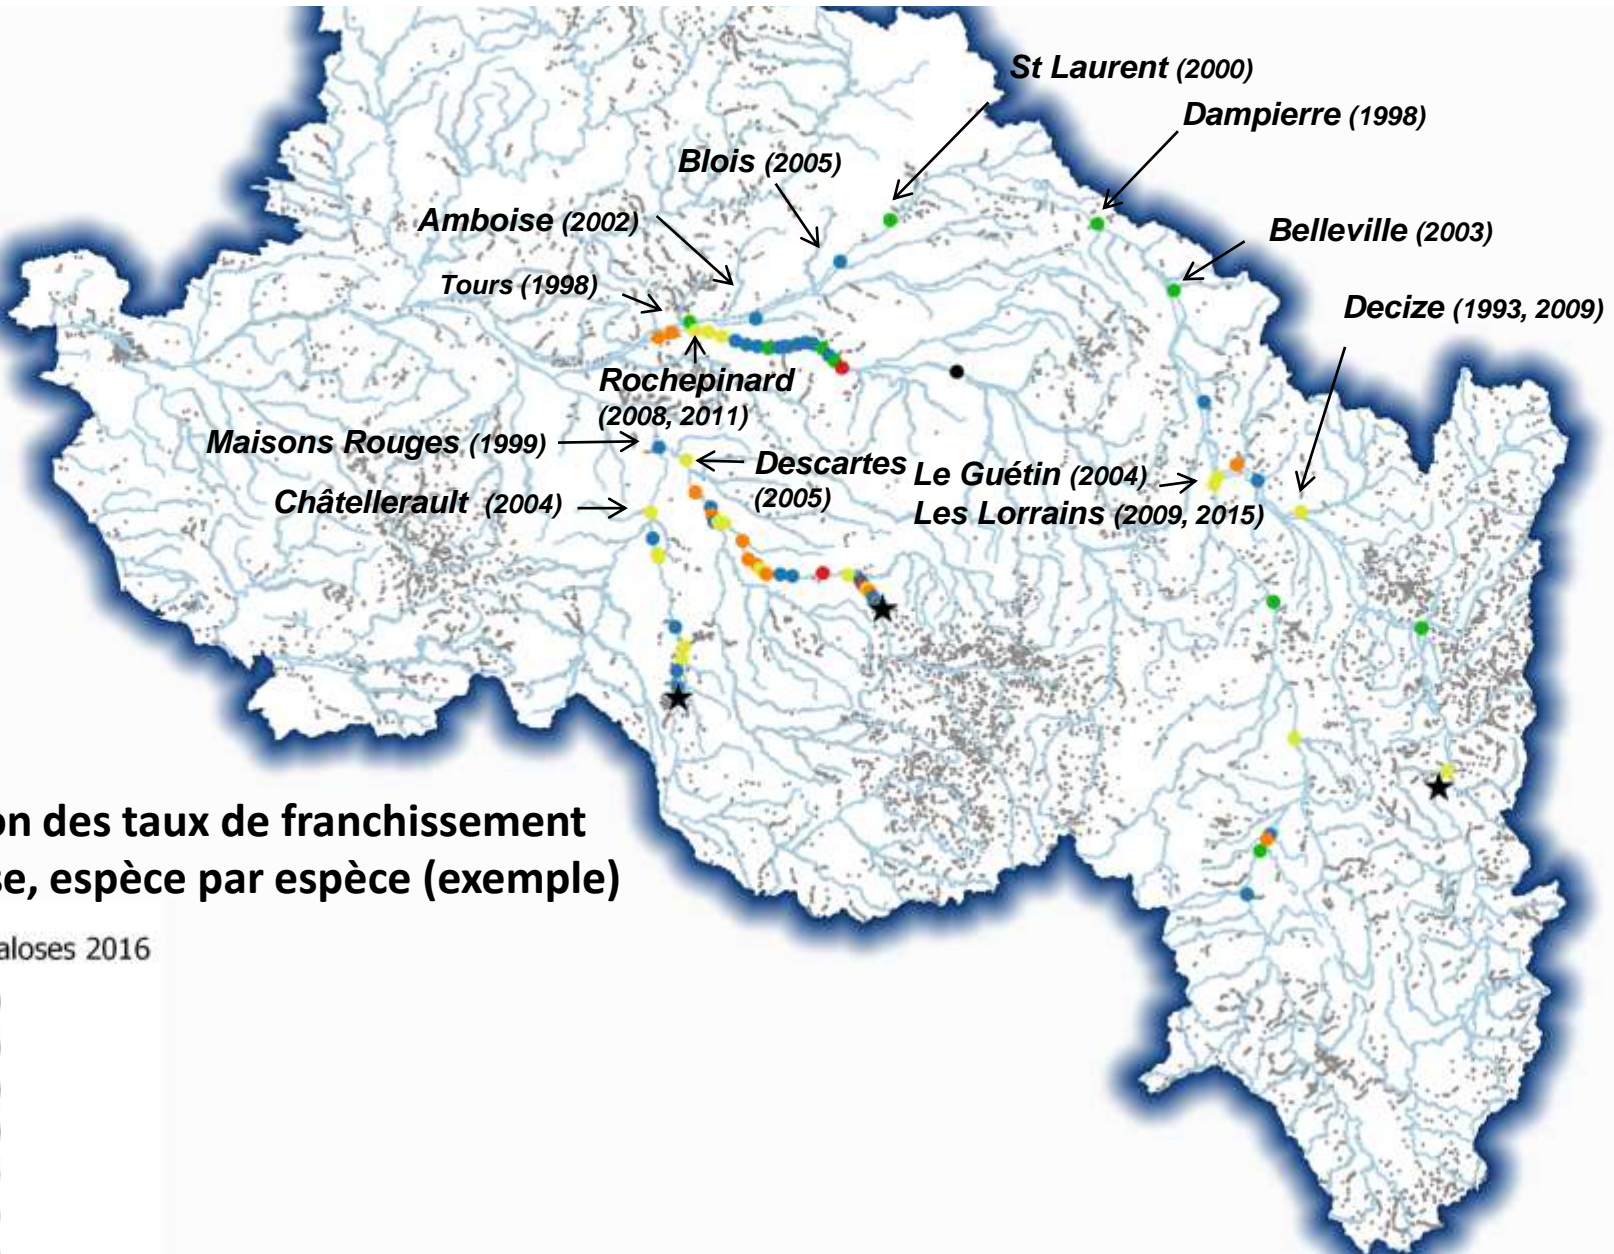 St Laurent (2000)
Dampierre (1998)
Blois (2005)
Amboise (2002)
Belleville (2003)
Tours (1998)
Decize (1993, 2009)
Rochepinard
(2008, 2011)
Maisons Rouges (1999)
Descartes
(2005)
Le Guétin (2004)
Les Lorrains (2009, 2015)
Châtellerault (2004)
on des taux de franchissement
se, espèce par espèce (exemple)
aloses 2016